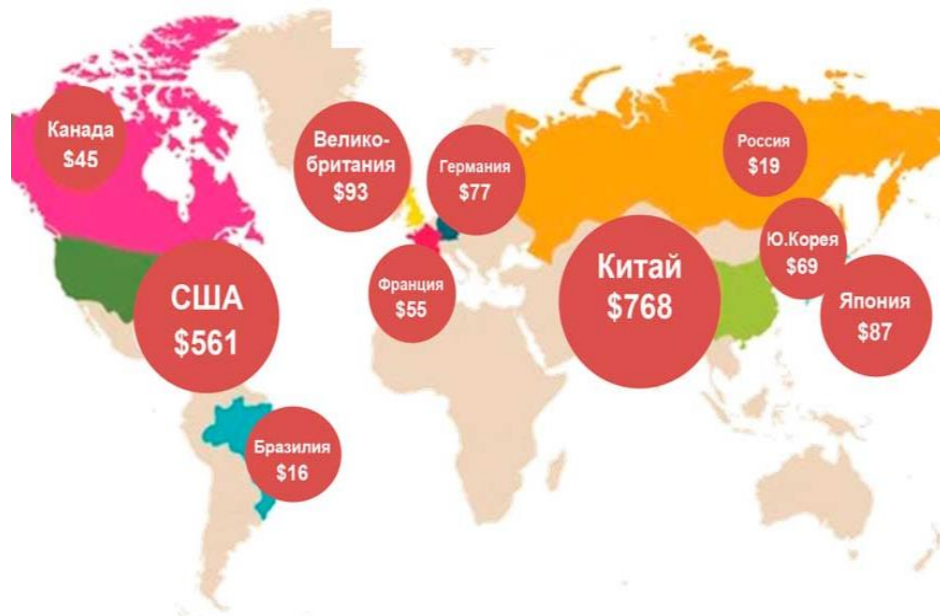 Канада
$45
Велико-
британия
$93
Германия
$77
Россия
$19
Ю.Корея
$69
Китай
$768
Япония
$87
Франция
$55
США
$561
Бразилия
$16